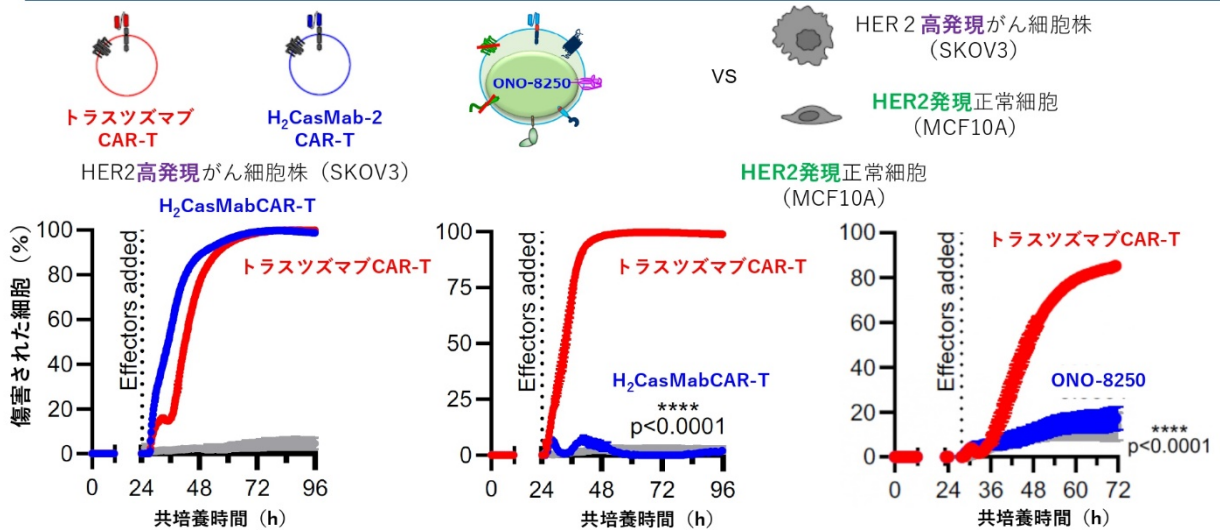 トラスツズマブ
CAR-T
H₂CasMab-2
CAR-T
ONO-8250
vs
HER2高発現がん細胞株
(SKOV3)
HER2発現正常細胞
(MCF10A)
HER2高発現がん細胞株（SKOV3）
HER2発現正常細胞
(MCF10A)
傷害された細胞（%）
100
80
60
40
20
0
Effectors added
H₂CasMabCAR-T
トラスツズマブCAR-T
0 24 48 72 96
共培養時間（h）
100
75
50
25
0
Effectors added
トラスツズマブCAR-T
H₂CasMabCAR-T
****
p<0.0001
0 24 48 72 96
共培養時間（h）
100
80
60
40
20
0
Effectors added
トラスツズマブCAR-T
ONO-8250
****
p<0.0001
0 24 36 48 60 72
共培養時間（h）